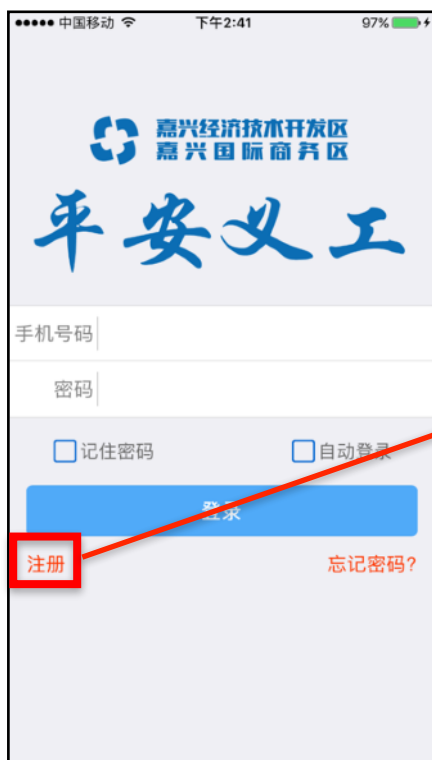 中国移动 下午2:41 97%
嘉兴经济技术开发区
嘉兴国际商务区
平安义工
手机号码
密码
记住密码 自动登录
登录
注册 忘记密码?